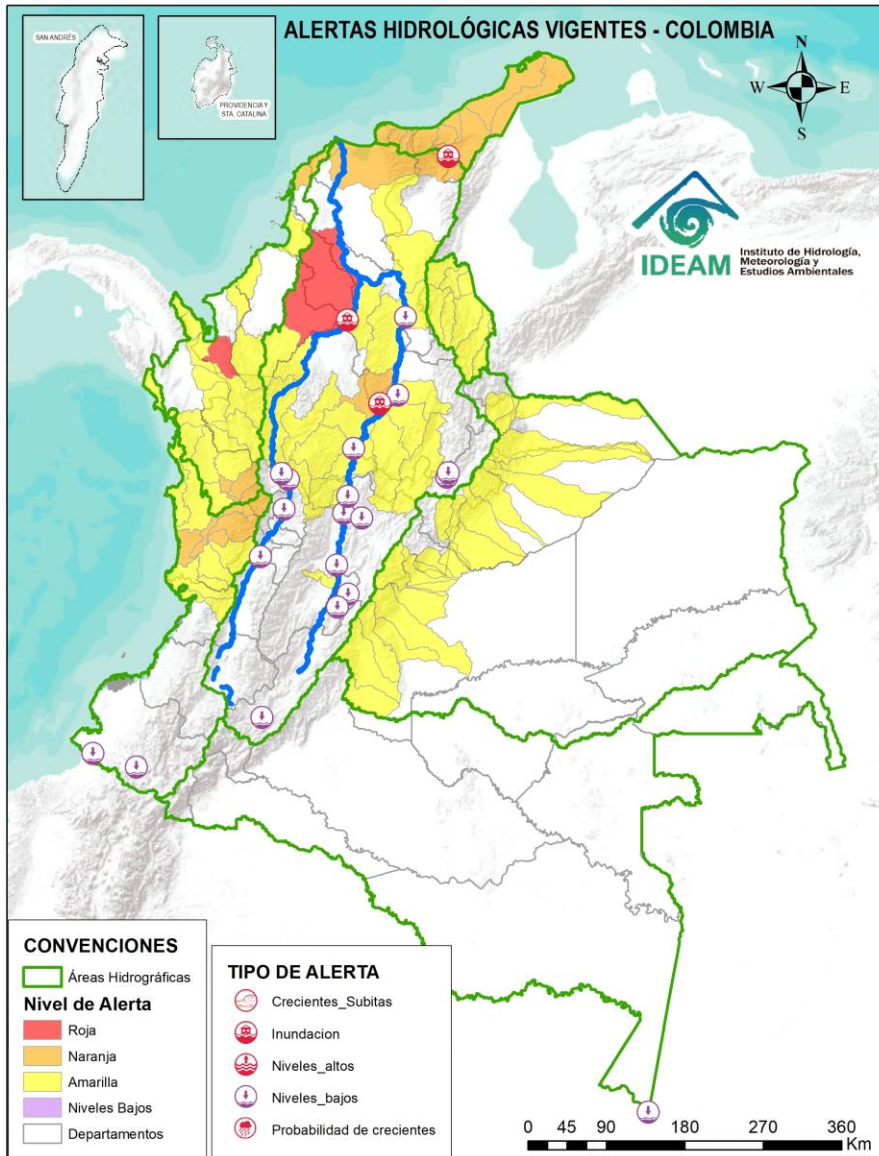 ALERTAS HIDROLÓGICAS VIGENTES - COLOMBIA
SAN ANDRÉS
PROVIDENCIA Y
STA. CATALINA
N
W
E
S
IDEAM
Instituto de Hidrología,
Meteorología y
Estudios Ambientales
CONVENCIONES
Áreas Hidrográficas
Nivel de Alerta
Roja
Naranja
Amarilla
Niveles Bajos
Departamentos
TIPO DE ALERTA
Crecientes_Subitas
Inundacion
Niveles_altos
Niveles_bajos
Probabilidad de crecientes
0 45 90 180 270 360
Km